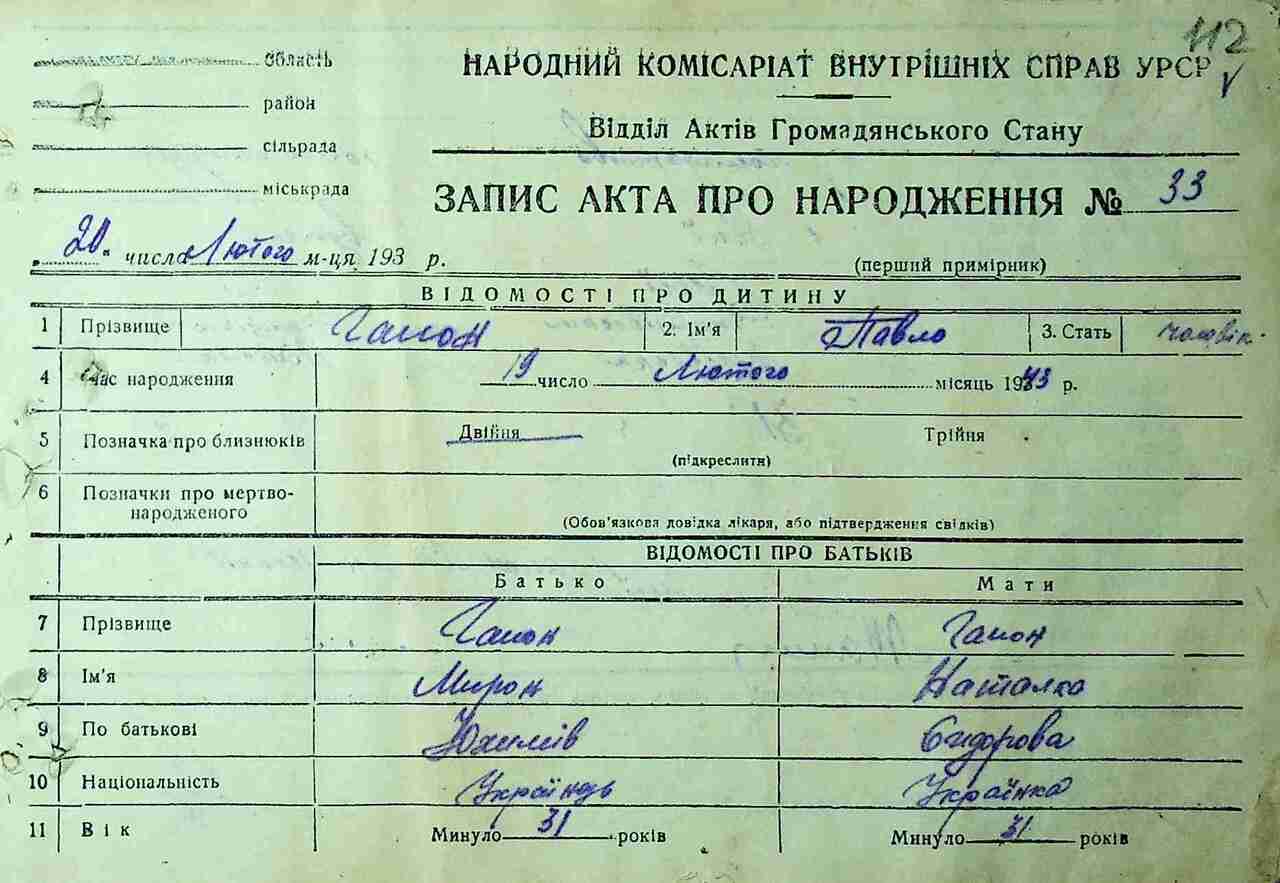 112
область
НАРОДНИЙ КОМІСАРІАТ ВНУТРІШНІХ СПРАВ УРСР
район
Відділ Актів Громадянського Стану
сільрада
міськрада
ЗАПИС АКТА ПРО НАРОДЖЕННЯ № 33
"20" числа Лютого м-ця 193 р.
(перший примірник)
ВІДОМОСТІ ПРО ДИТИНУ
1 Прізвище Гапон 2. Ім'я Павло 3. Стать чоловік.
4 Час народження 19 число Лютого місяць 1943 р.
5 Позначка про близнюків Двійня Трійня
(підкреслити)
6 Позначки про мертво-
народженого
(Обов'язкова довідка лікаря, або підтвердження свідків)
ВІДОМОСТІ ПРО БАТЬКІВ
Батько Мати
7 Прізвище Гапон Гапон
8 Ім'я Мирон Наталка
9 По батькові Юхимів Сидорова
10 Національність Українець Українка
11 Вік Минуло 31 років Минуло 31 років